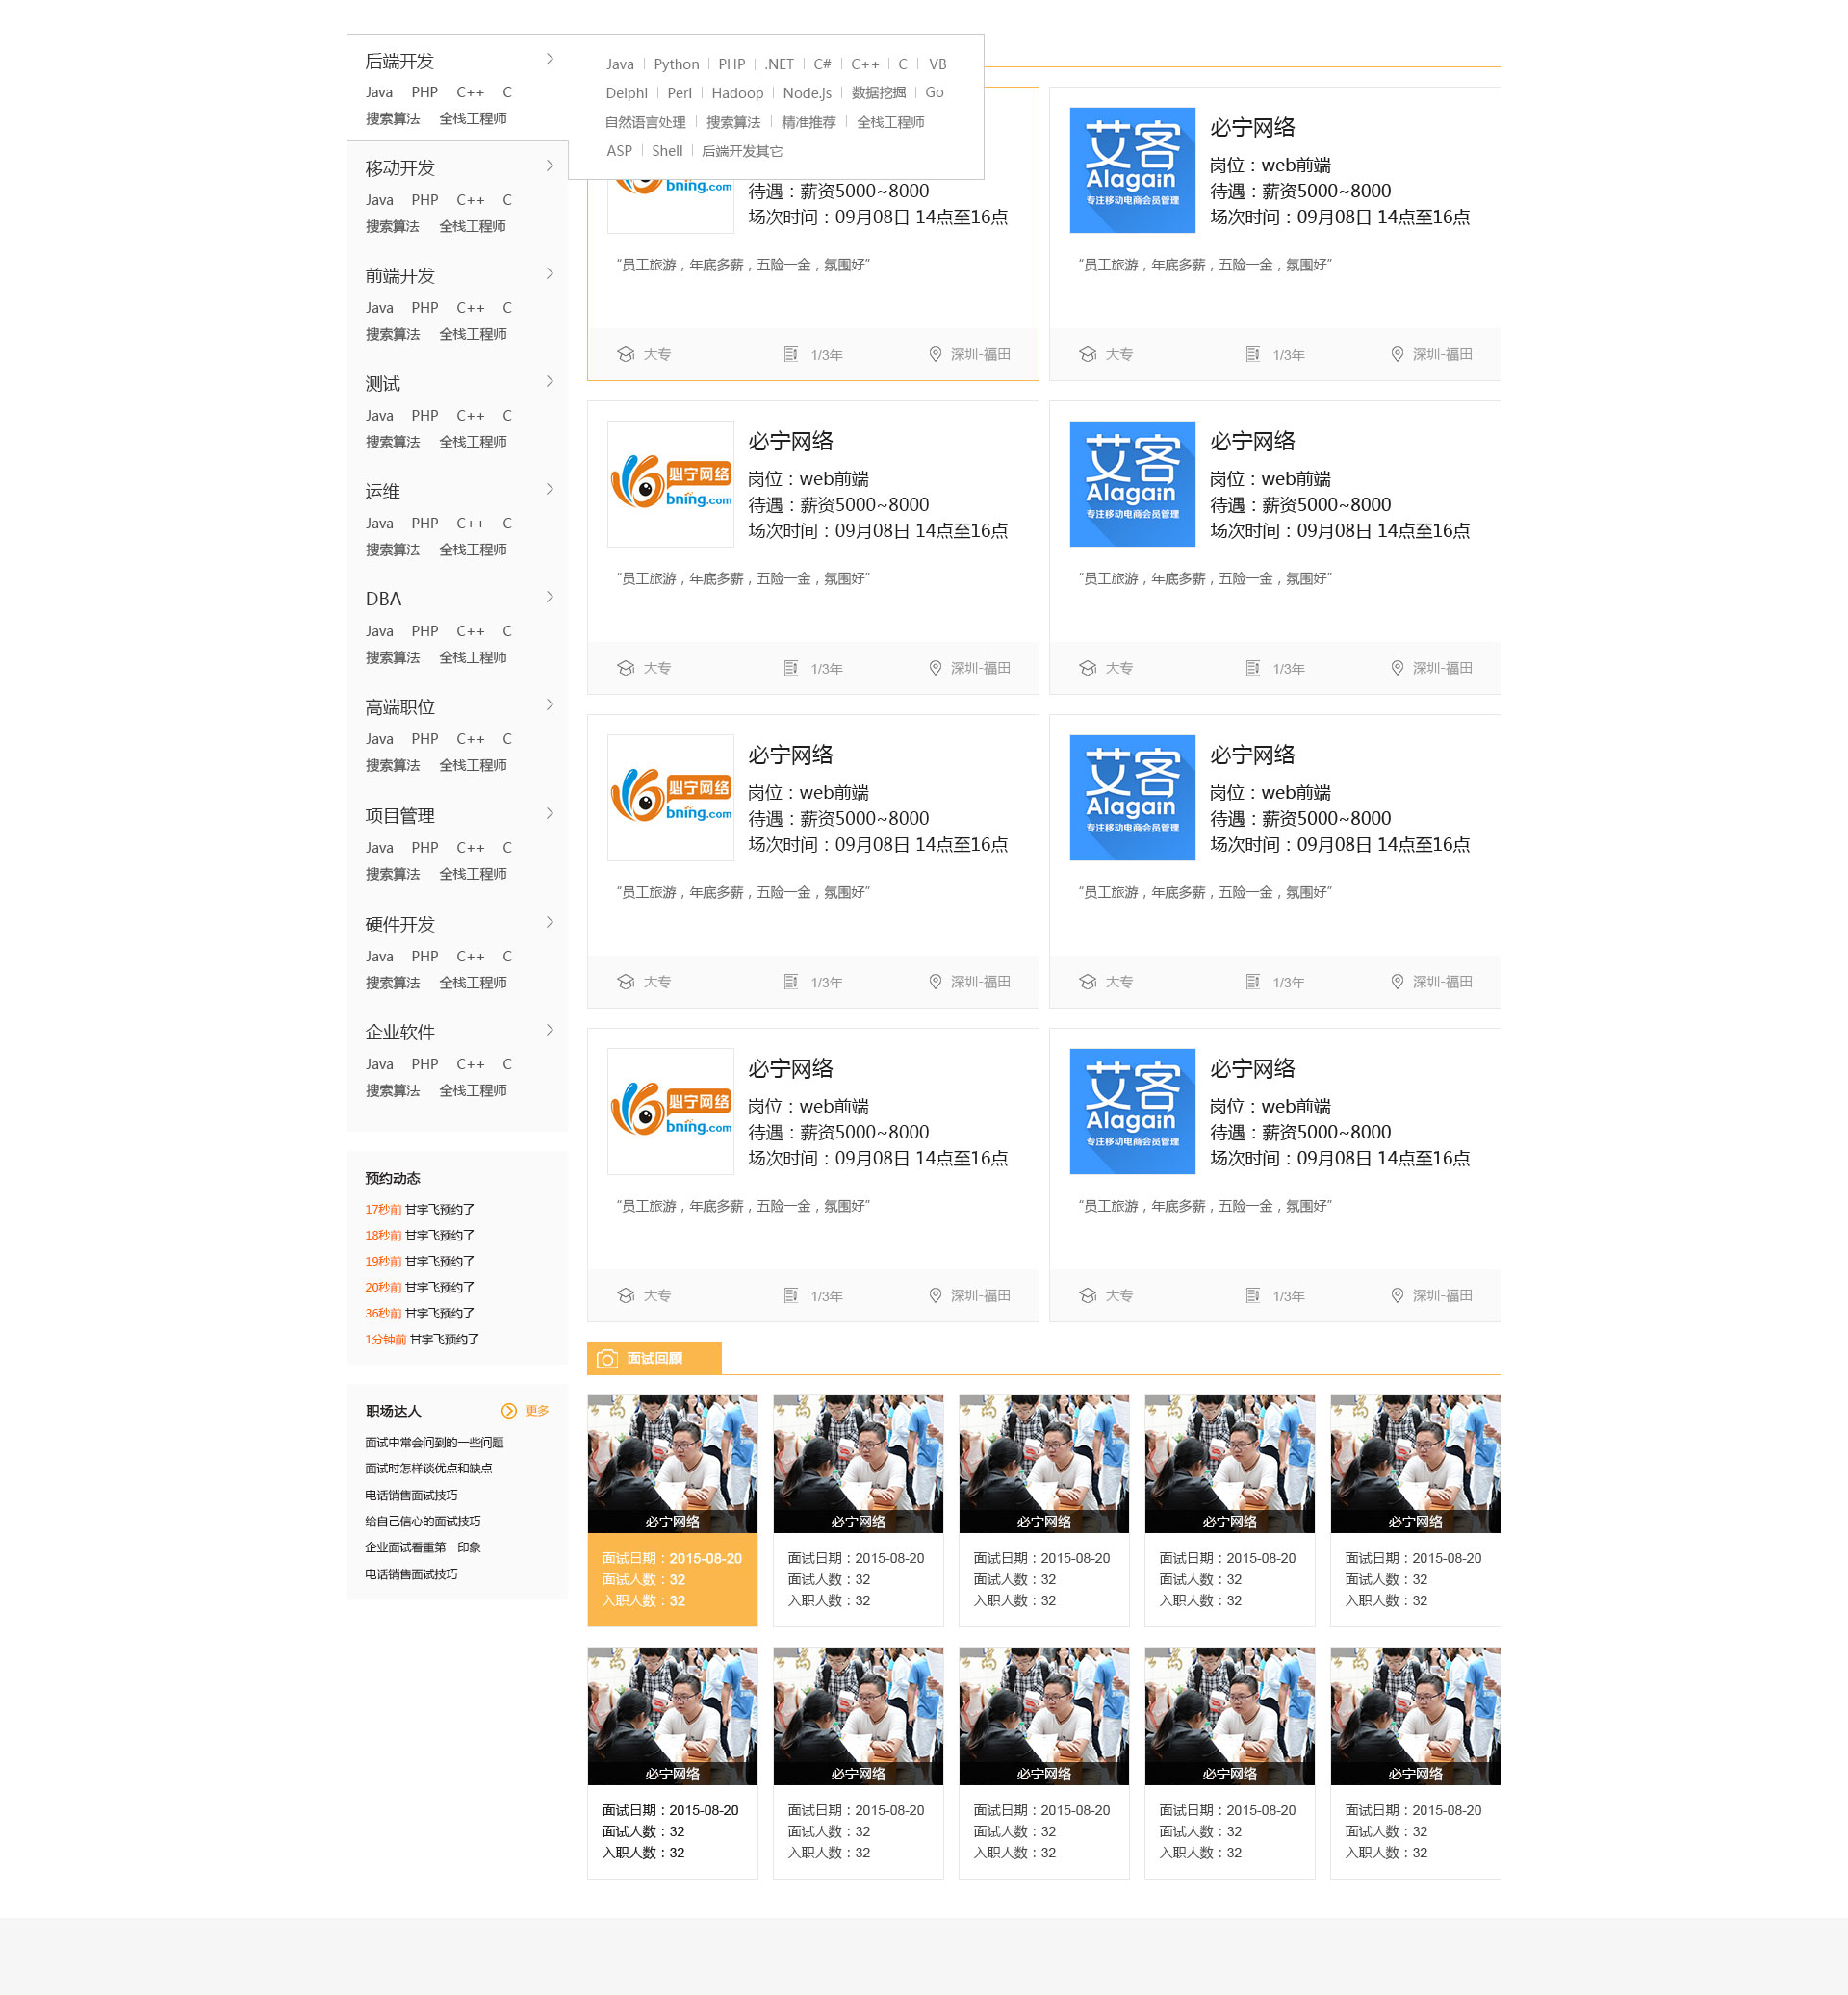 后端开发
Java PHP C++ C
搜索算法 全栈工程师
Java Python PHP .NET C# C++ C VB
Delphi Perl Hadoop Node.js 数据挖掘 Go
自然语言处理 搜索算法 精准推荐 全栈工程师
ASP Shell 后端开发其它
移动开发
Java PHP C++ C
搜索算法 全栈工程师
前端开发
Java PHP C++ C
搜索算法 全栈工程师
测试
Java PHP C++ C
搜索算法 全栈工程师
运维
Java PHP C++ C
搜索算法 全栈工程师
DBA
Java PHP C++ C
搜索算法 全栈工程师
高端职位
Java PHP C++ C
搜索算法 全栈工程师
项目管理
Java PHP C++ C
搜索算法 全栈工程师
硬件开发
Java PHP C++ C
搜索算法 全栈工程师
企业软件
Java PHP C++ C
搜索算法 全栈工程师
预约动态
17秒前 甘宇飞预约了
18秒前 甘宇飞预约了
19秒前 甘宇飞预约了
20秒前 甘宇飞预约了
36秒前 甘宇飞预约了
1分钟前 甘宇飞预约了
职场达人 更多
面试中常会问到的一些问题
面试时怎样谈优点和缺点
电话销售面试技巧
给自己信心的面试技巧
企业面试看重第一印象
电话销售面试技巧
bning.com
待遇：薪资5000~8000
场次时间：09月08日 14点至16点
“员工旅游，年底多薪，五险一金，氛围好”
大专 1/3年 深圳-福田
艾客
Alagain
专注移动电商会员管理
必宁网络
岗位：web前端
待遇：薪资5000~8000
场次时间：09月08日 14点至16点
“员工旅游，年底多薪，五险一金，氛围好”
大专 1/3年 深圳-福田
必宁网络
bning.com
必宁网络
岗位：web前端
待遇：薪资5000~8000
场次时间：09月08日 14点至16点
“员工旅游，年底多薪，五险一金，氛围好”
大专 1/3年 深圳-福田
艾客
Alagain
专注移动电商会员管理
必宁网络
岗位：web前端
待遇：薪资5000~8000
场次时间：09月08日 14点至16点
“员工旅游，年底多薪，五险一金，氛围好”
大专 1/3年 深圳-福田
必宁网络
bning.com
必宁网络
岗位：web前端
待遇：薪资5000~8000
场次时间：09月08日 14点至16点
“员工旅游，年底多薪，五险一金，氛围好”
大专 1/3年 深圳-福田
艾客
Alagain
专注移动电商会员管理
必宁网络
岗位：web前端
待遇：薪资5000~8000
场次时间：09月08日 14点至16点
“员工旅游，年底多薪，五险一金，氛围好”
大专 1/3年 深圳-福田
必宁网络
bning.com
必宁网络
岗位：web前端
待遇：薪资5000~8000
场次时间：09月08日 14点至16点
“员工旅游，年底多薪，五险一金，氛围好”
大专 1/3年 深圳-福田
艾客
Alagain
专注移动电商会员管理
必宁网络
岗位：web前端
待遇：薪资5000~8000
场次时间：09月08日 14点至16点
“员工旅游，年底多薪，五险一金，氛围好”
大专 1/3年 深圳-福田
面试回顾
必宁网络
面试日期：2015-08-20
面试人数：32
入职人数：32
必宁网络
面试日期：2015-08-20
面试人数：32
入职人数：32
必宁网络
面试日期：2015-08-20
面试人数：32
入职人数：32
必宁网络
面试日期：2015-08-20
面试人数：32
入职人数：32
必宁网络
面试日期：2015-08-20
面试人数：32
入职人数：32
必宁网络
面试日期：2015-08-20
面试人数：32
入职人数：32
必宁网络
面试日期：2015-08-20
面试人数：32
入职人数：32
必宁网络
面试日期：2015-08-20
面试人数：32
入职人数：32
必宁网络
面试日期：2015-08-20
面试人数：32
入职人数：32
必宁网络
面试日期：2015-08-20
面试人数：32
入职人数：32